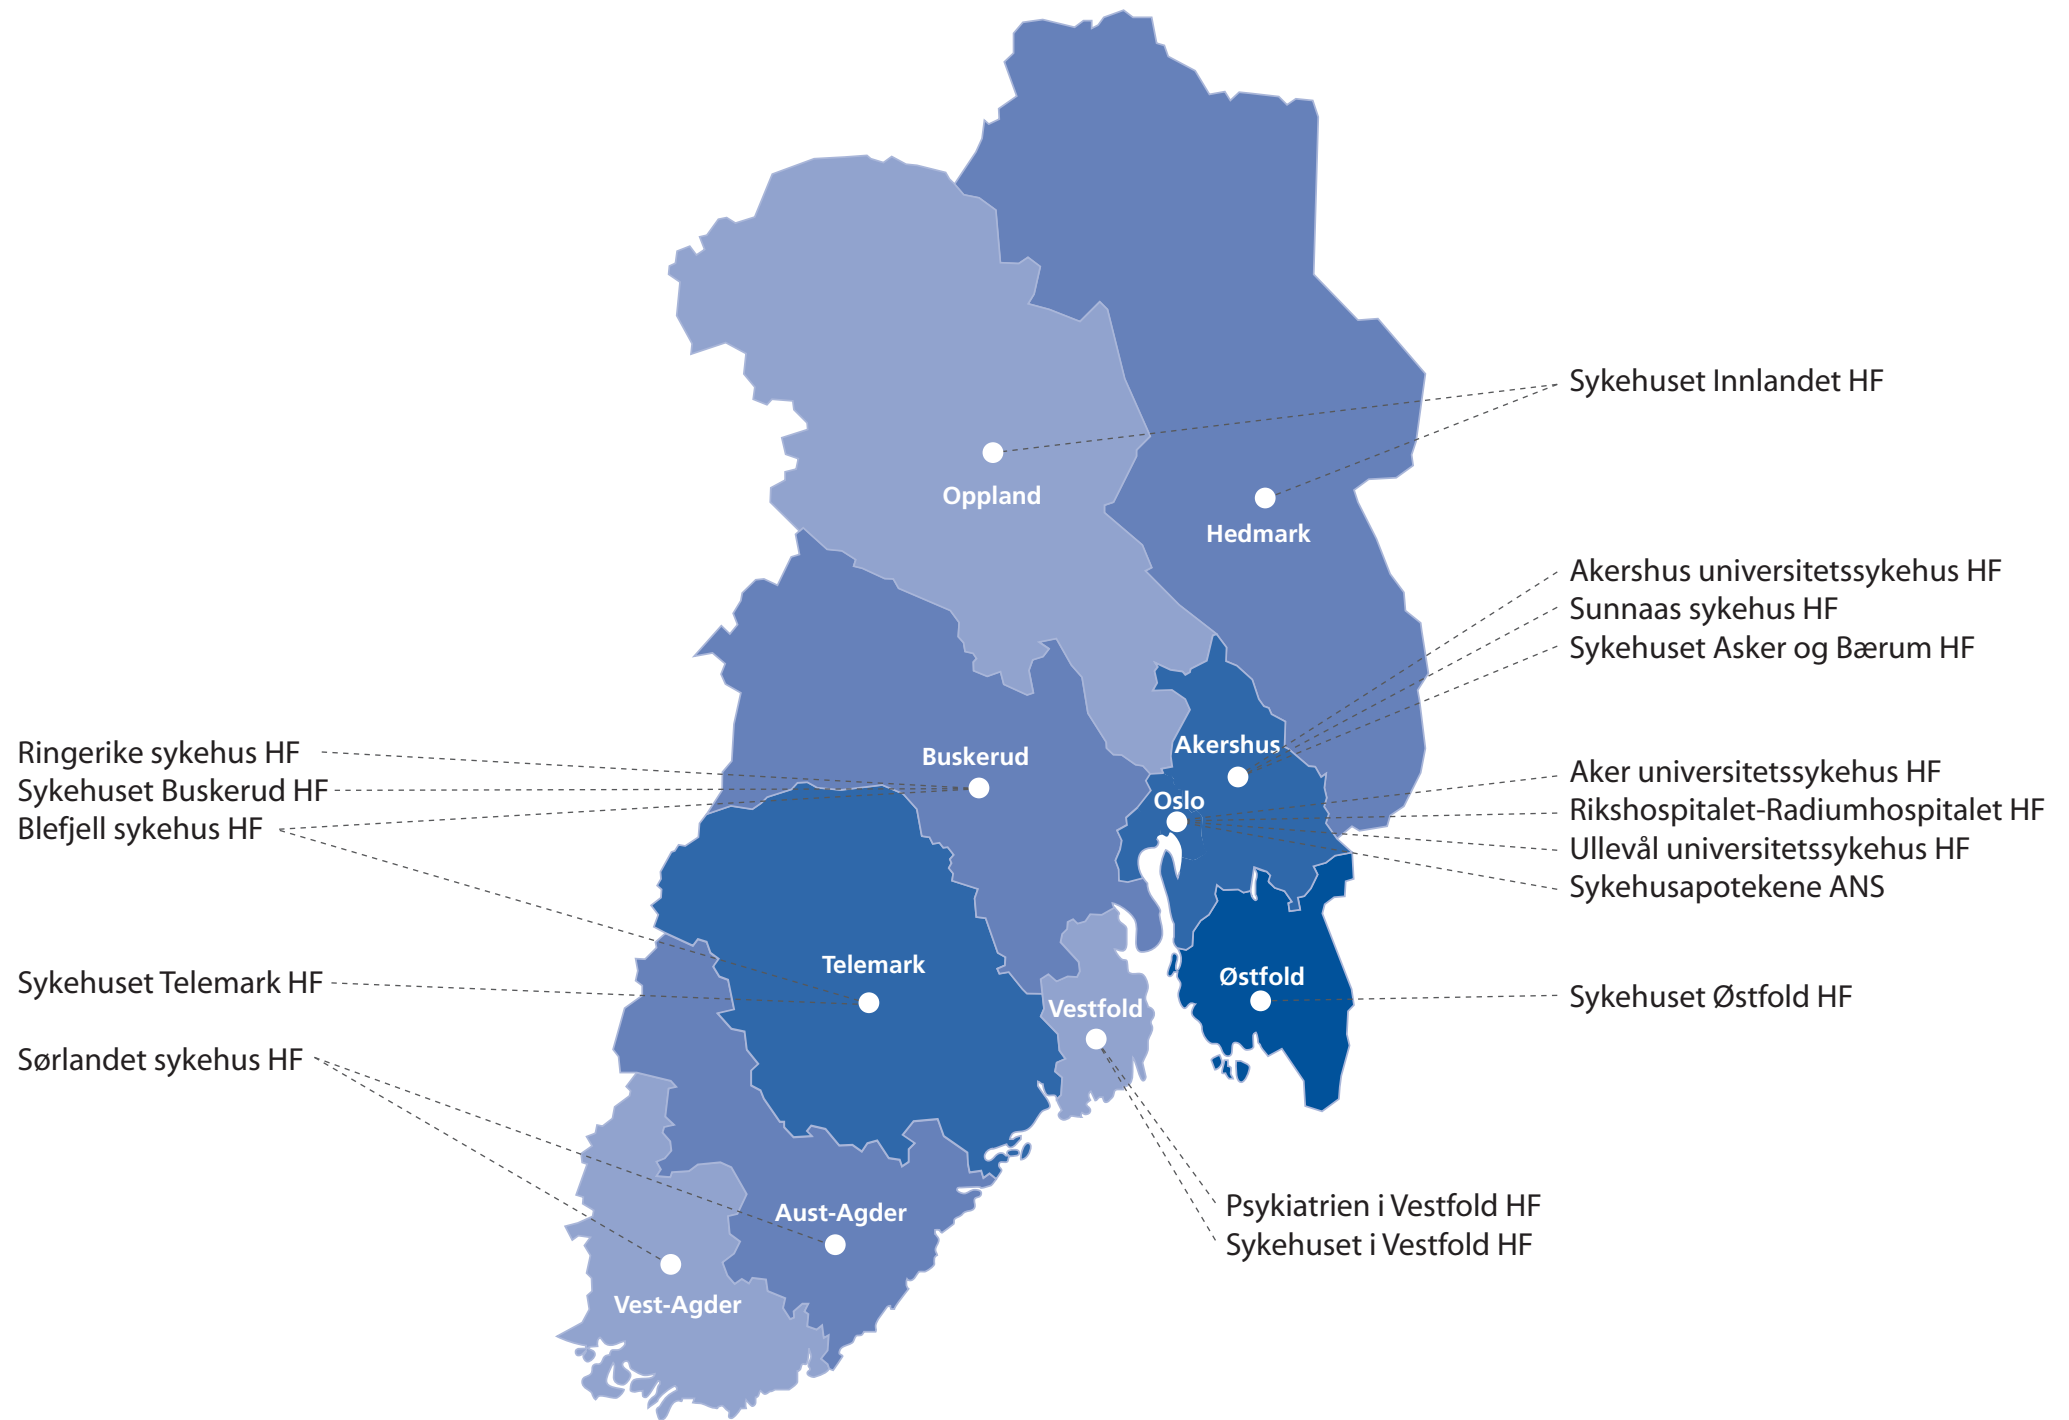 Sykehuset Innlandet HF
Oppland
Hedmark
Akershus universitetssykehus HF
Sunnaas sykehus HF
Sykehuset Asker og Bærum HF
Ringerike sykehus HF
Sykehuset Buskerud HF
Blefjell sykehus HF
Buskerud
Akershus
Oslo
Aker universitetssykehus HF
Rikshospitalet-Radiumhospitalet HF
Ullevål universitetssykehus HF
Sykehusapotekene ANS
Sykehuset Telemark HF
Telemark
Vestfold
Østfold
Sykehuset Østfold HF
Sørlandet sykehus HF
Aust-Agder
Vest-Agder
Psykiatrien i Vestfold HF
Sykehuset i Vestfold HF